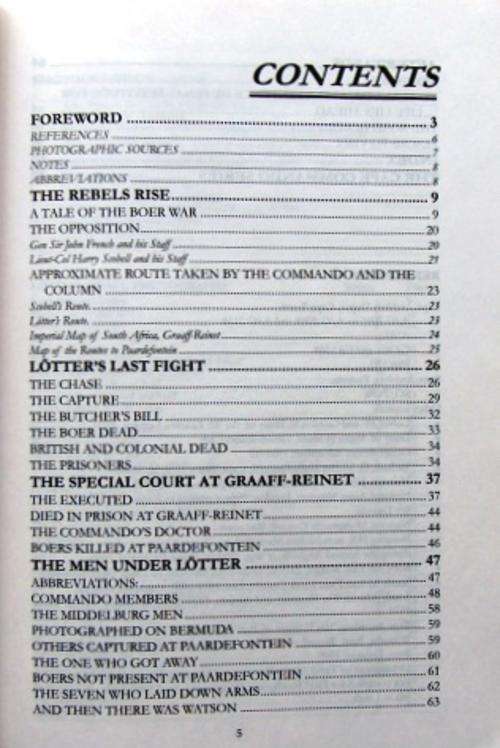 CONTENTS
FOREWORD ........ 3
REFERENCES ........ 6
PHOTOGRAPHIC SOURCES ........ 7
NOTES ........ 8
ABBREVIATIONS ........ 8
THE REBELS RISE ........ 9
A TALE OF THE BOER WAR ........ 9
THE OPPOSITION ........ 20
Gen Sir John French and his Staff ........ 20
Lieut-Col Harry Scobell and his Staff ........ 21
APPROXIMATE ROUTE TAKEN BY THE COMMANDO AND THE
COLUMN ........ 23
Scobell's Route ........ 23
Lötter's Route ........ 23
Imperial Map of South Africa, Graaff-Reinet ........ 24
Map of the Routes to Paardefontein ........ 25
LÖTTER'S LAST FIGHT ........ 26
THE CHASE ........ 26
THE CAPTURE ........ 29
THE BUTCHER'S BILL ........ 32
THE BOER DEAD ........ 33
BRITISH AND COLONIAL DEAD ........ 34
THE PRISONERS ........ 34
THE SPECIAL COURT AT GRAAFF-REINET ........ 37
THE EXECUTED ........ 37
DIED IN PRISON AT GRAAFF-REINET ........ 44
THE COMMANDO'S DOCTOR ........ 44
BOERS KILLED AT PAARDEFONTEIN ........ 46
THE MEN UNDER LÖTTER ........ 47
ABBREVIATIONS: ........ 47
COMMANDO MEMBERS ........ 48
THE MIDDELBURG MEN ........ 58
PHOTOGRAPHED ON BERMUDA ........ 59
OTHERS CAPTURED AT PAARDEFONTEIN ........ 59
THE ONE WHO GOT AWAY ........ 60
BOERS NOT PRESENT AT PAARDEFONTEIN ........ 61
THE SEVEN WHO LAID DOWN ARMS ........ 62
AND THEN THERE WAS WATSON ........ 63
5